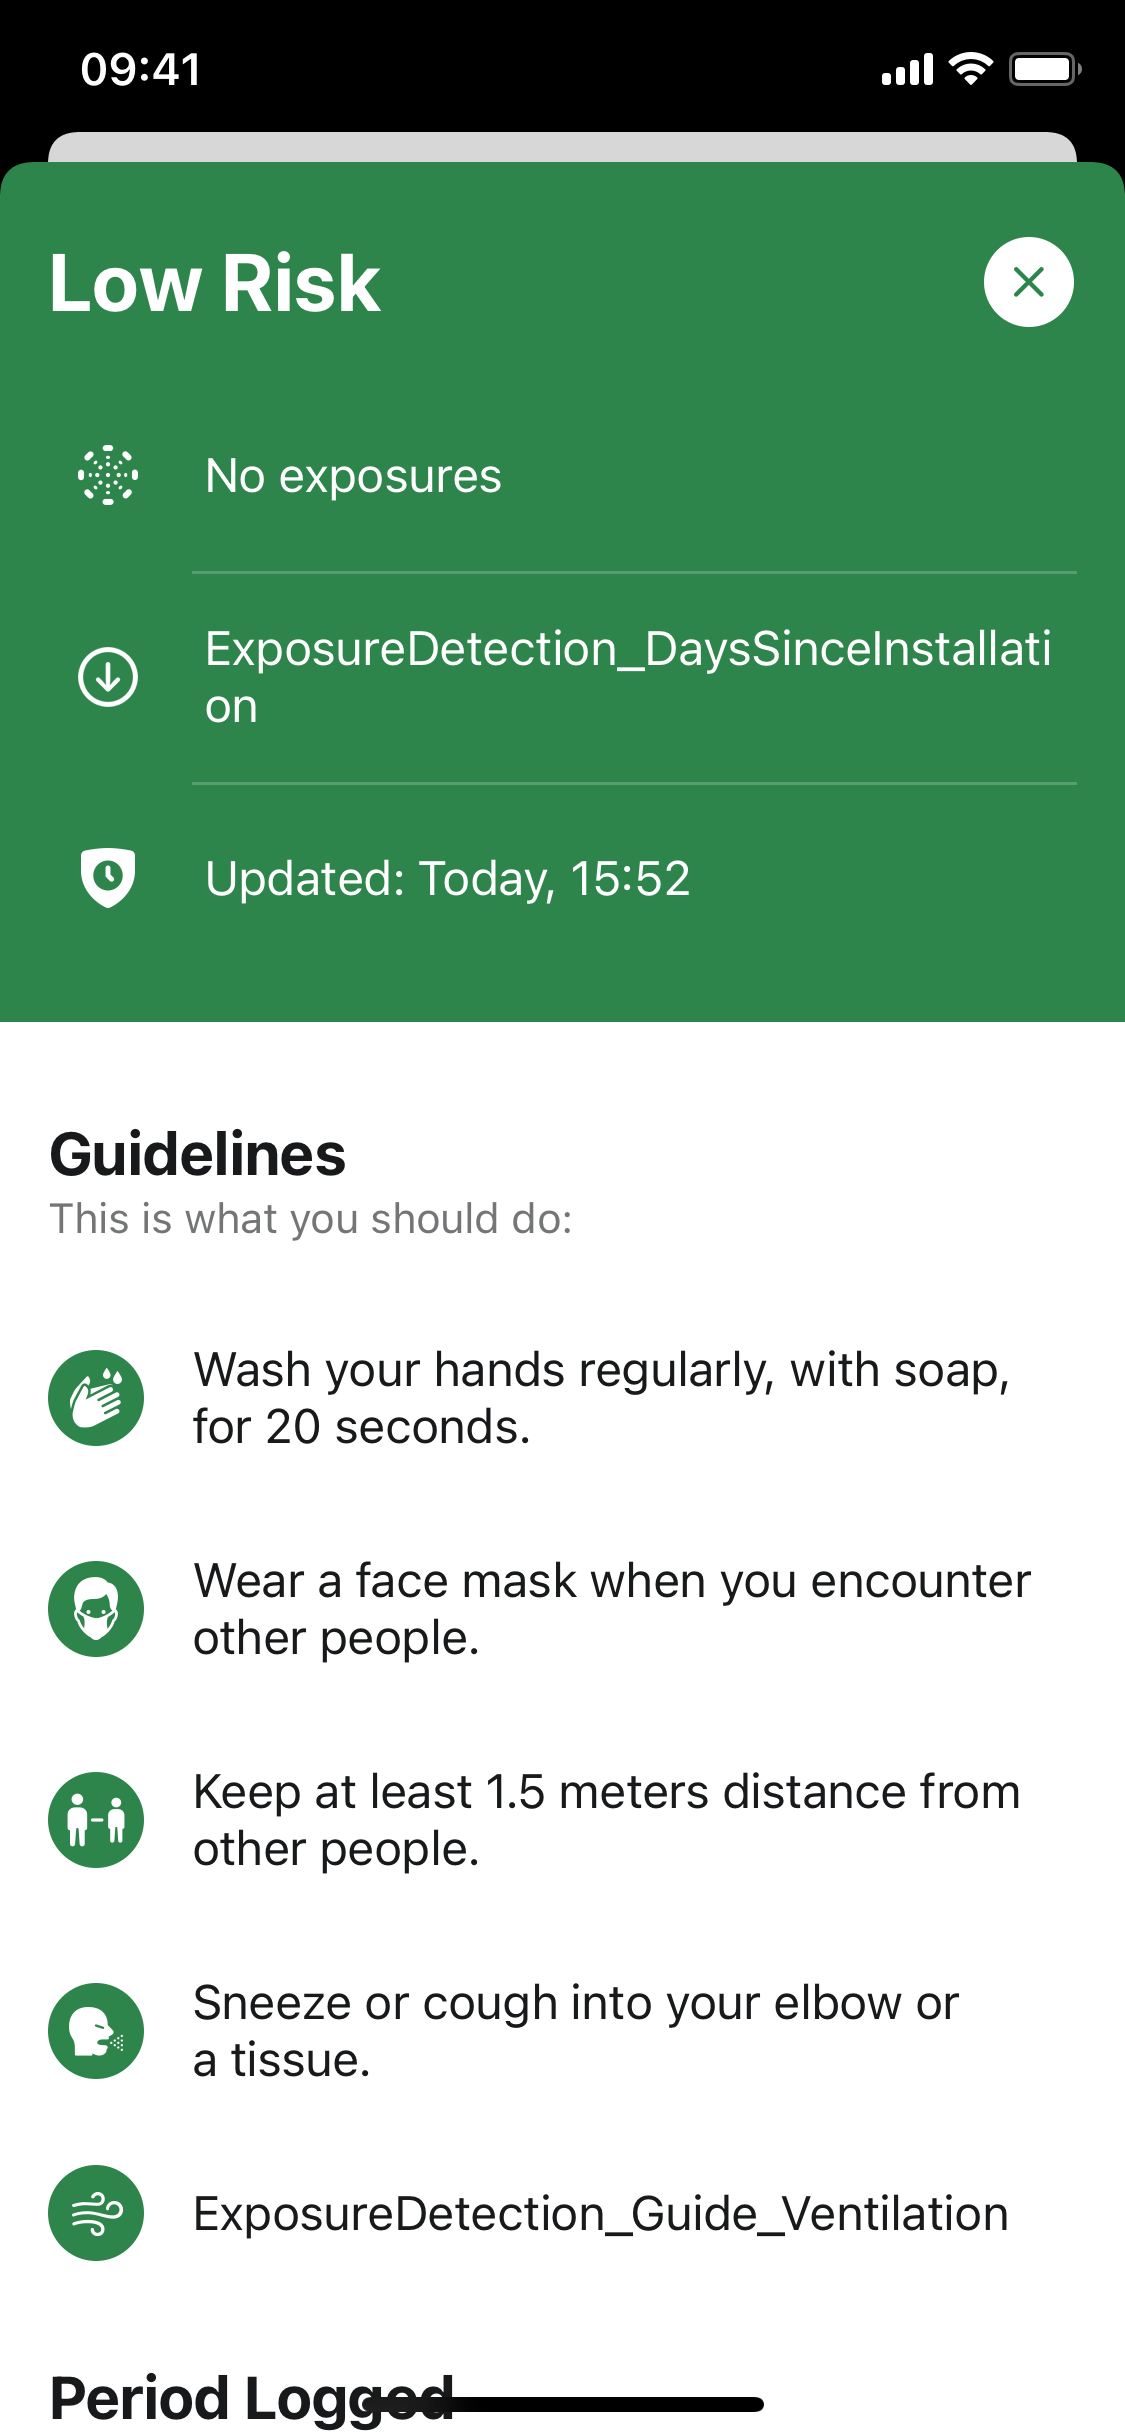 09:41
Low Risk
No exposures
ExposureDetection_DaysSinceInstallati
on
Updated: Today, 15:52
Guidelines
This is what you should do:
Wash your hands regularly, with soap,
for 20 seconds.
Wear a face mask when you encounter
other people.
Keep at least 1.5 meters distance from
other people.
Sneeze or cough into your elbow or
a tissue.
ExposureDetection_Guide_Ventilation
Period Logged